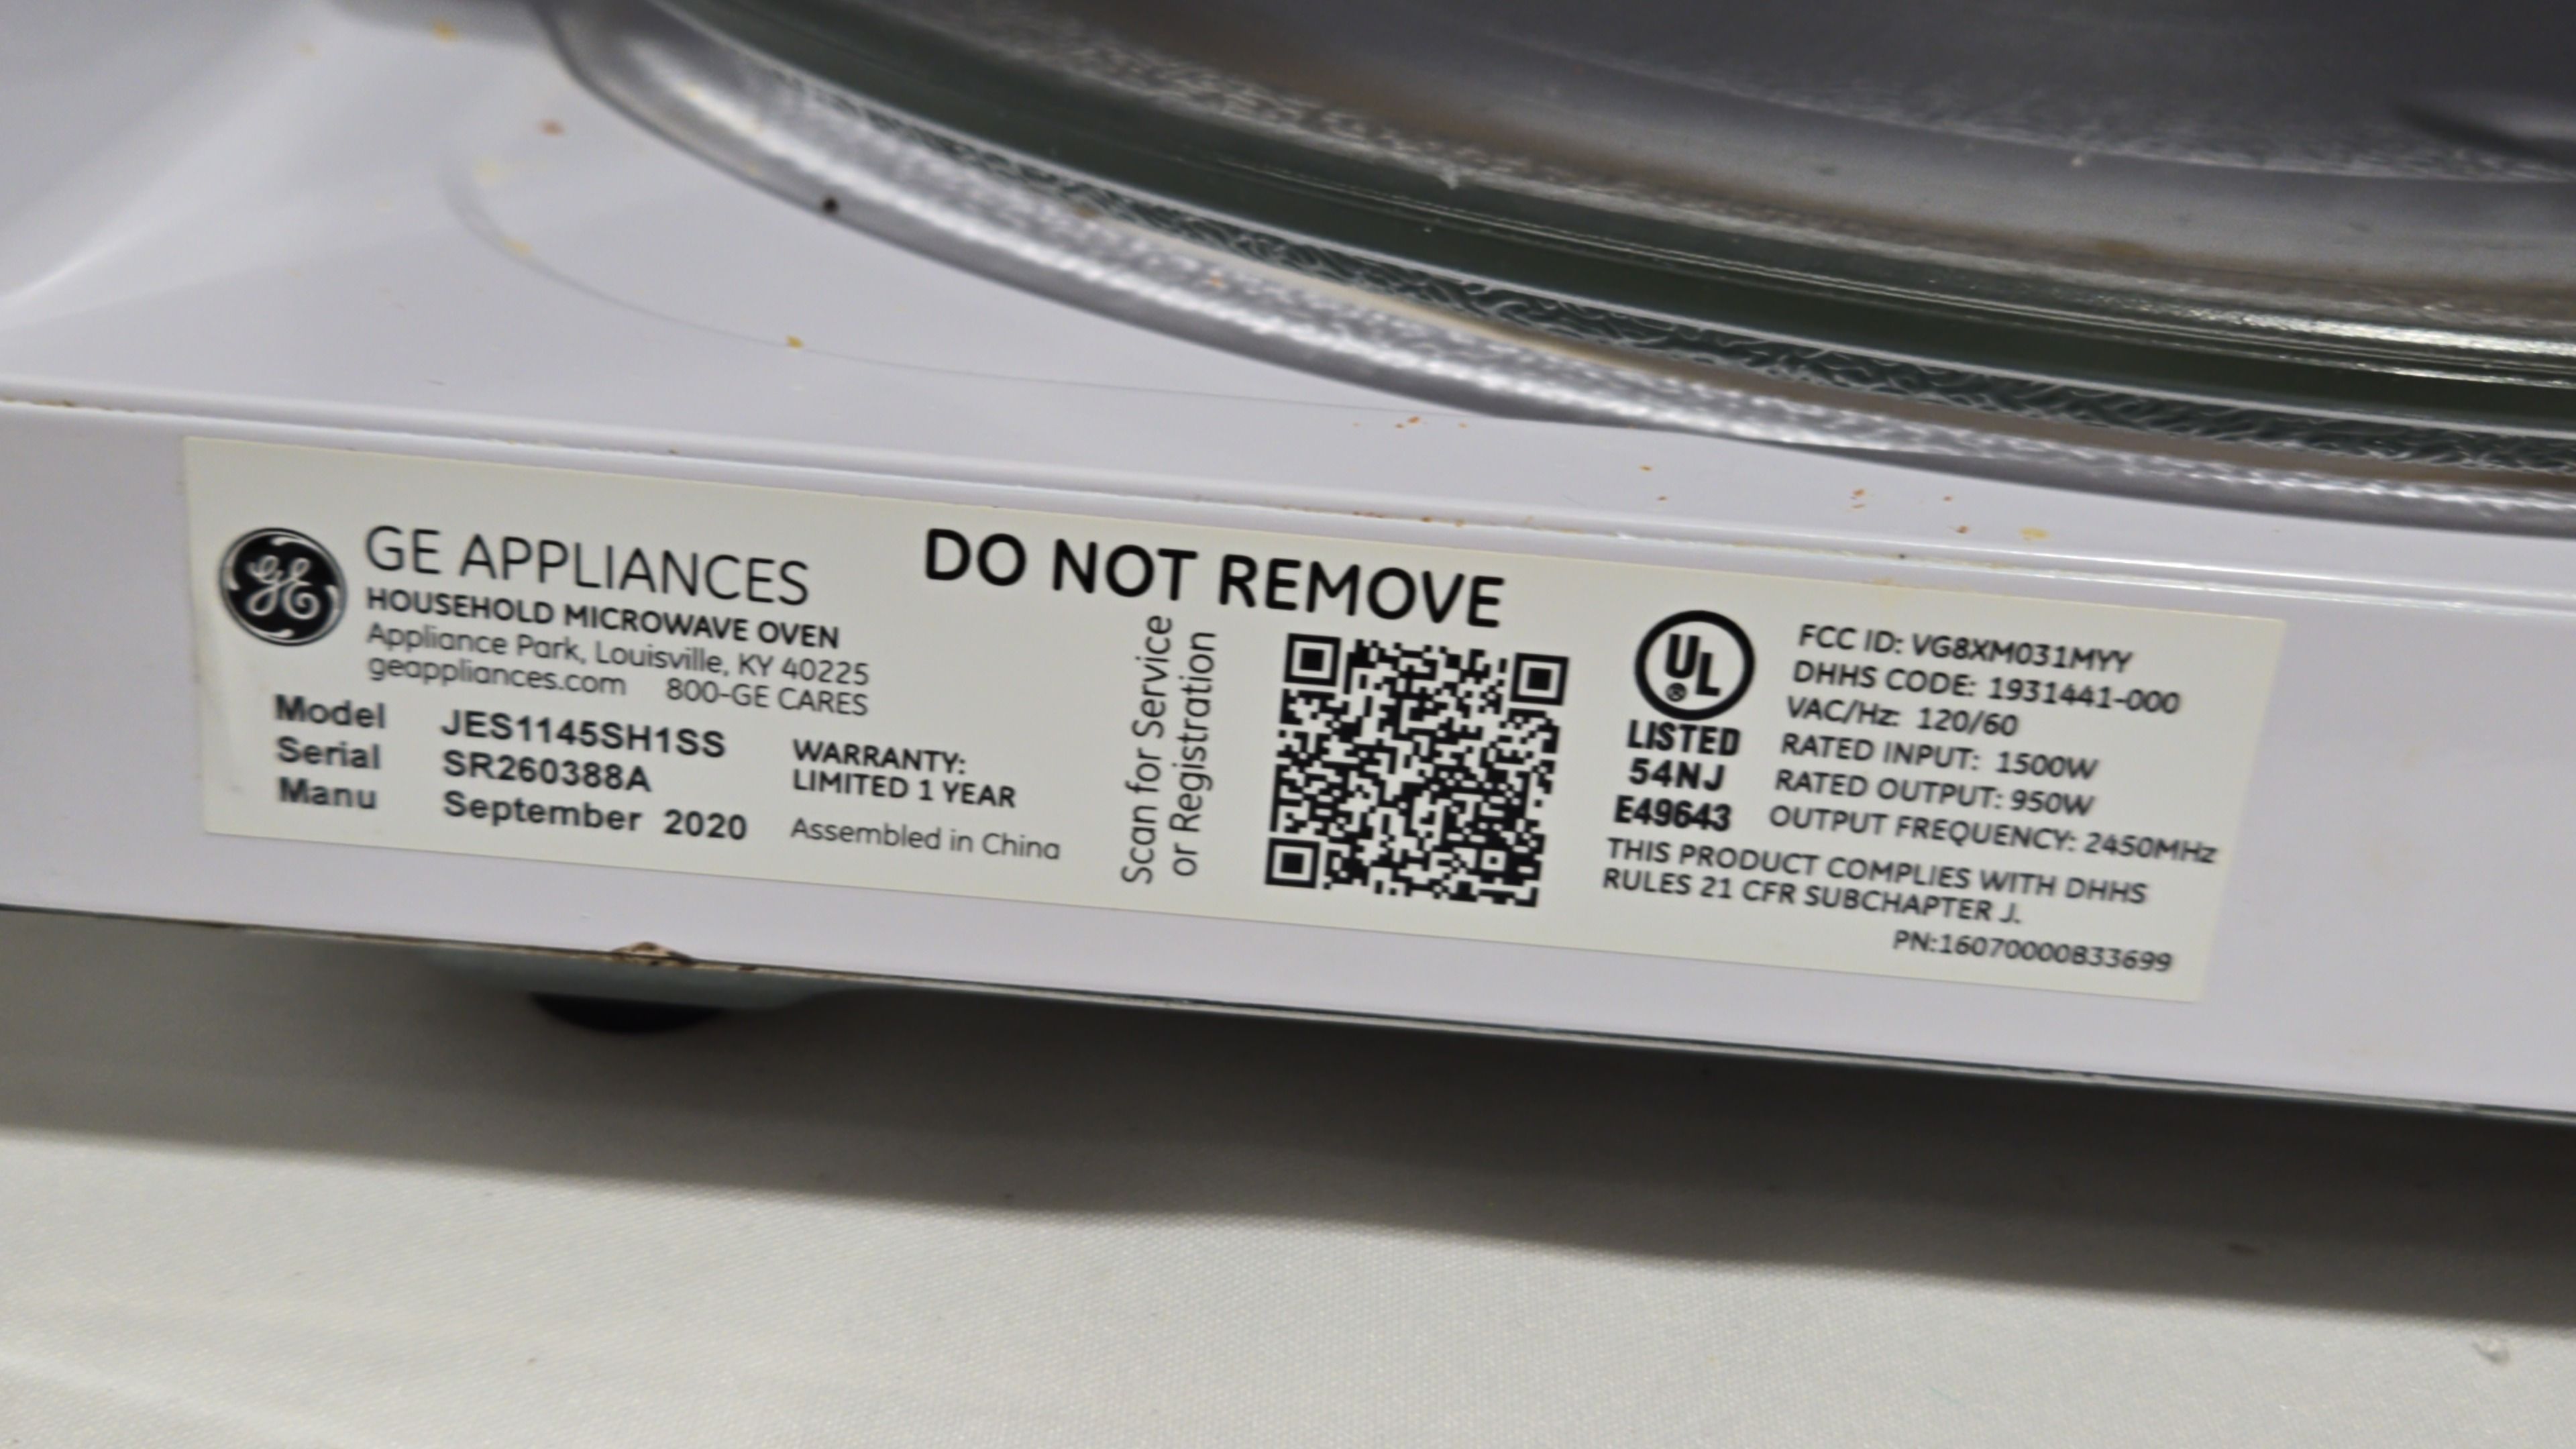 GE
GE APPLIANCES
HOUSEHOLD MICROWAVE OVEN
Appliance Park, Louisville, KY 40225
geappliances.com 800-GE CARES
Model JES1145SH1SS
Serial SR260388A
Manu September 2020
WARRANTY:
LIMITED 1 YEAR
Assembled in China
DO NOT REMOVE
Scan for Service
or Registration
UL
®
LISTED
54NJ
E49643
FCC ID: VG8XM031MYY
DHHS CODE: 1931441-000
VAC/Hz: 120/60
RATED INPUT: 1500W
RATED OUTPUT: 950W
OUTPUT FREQUENCY: 2450MHz
THIS PRODUCT COMPLIES WITH DHHS
RULES 21 CFR SUBCHAPTER J.
PN:16070000833699